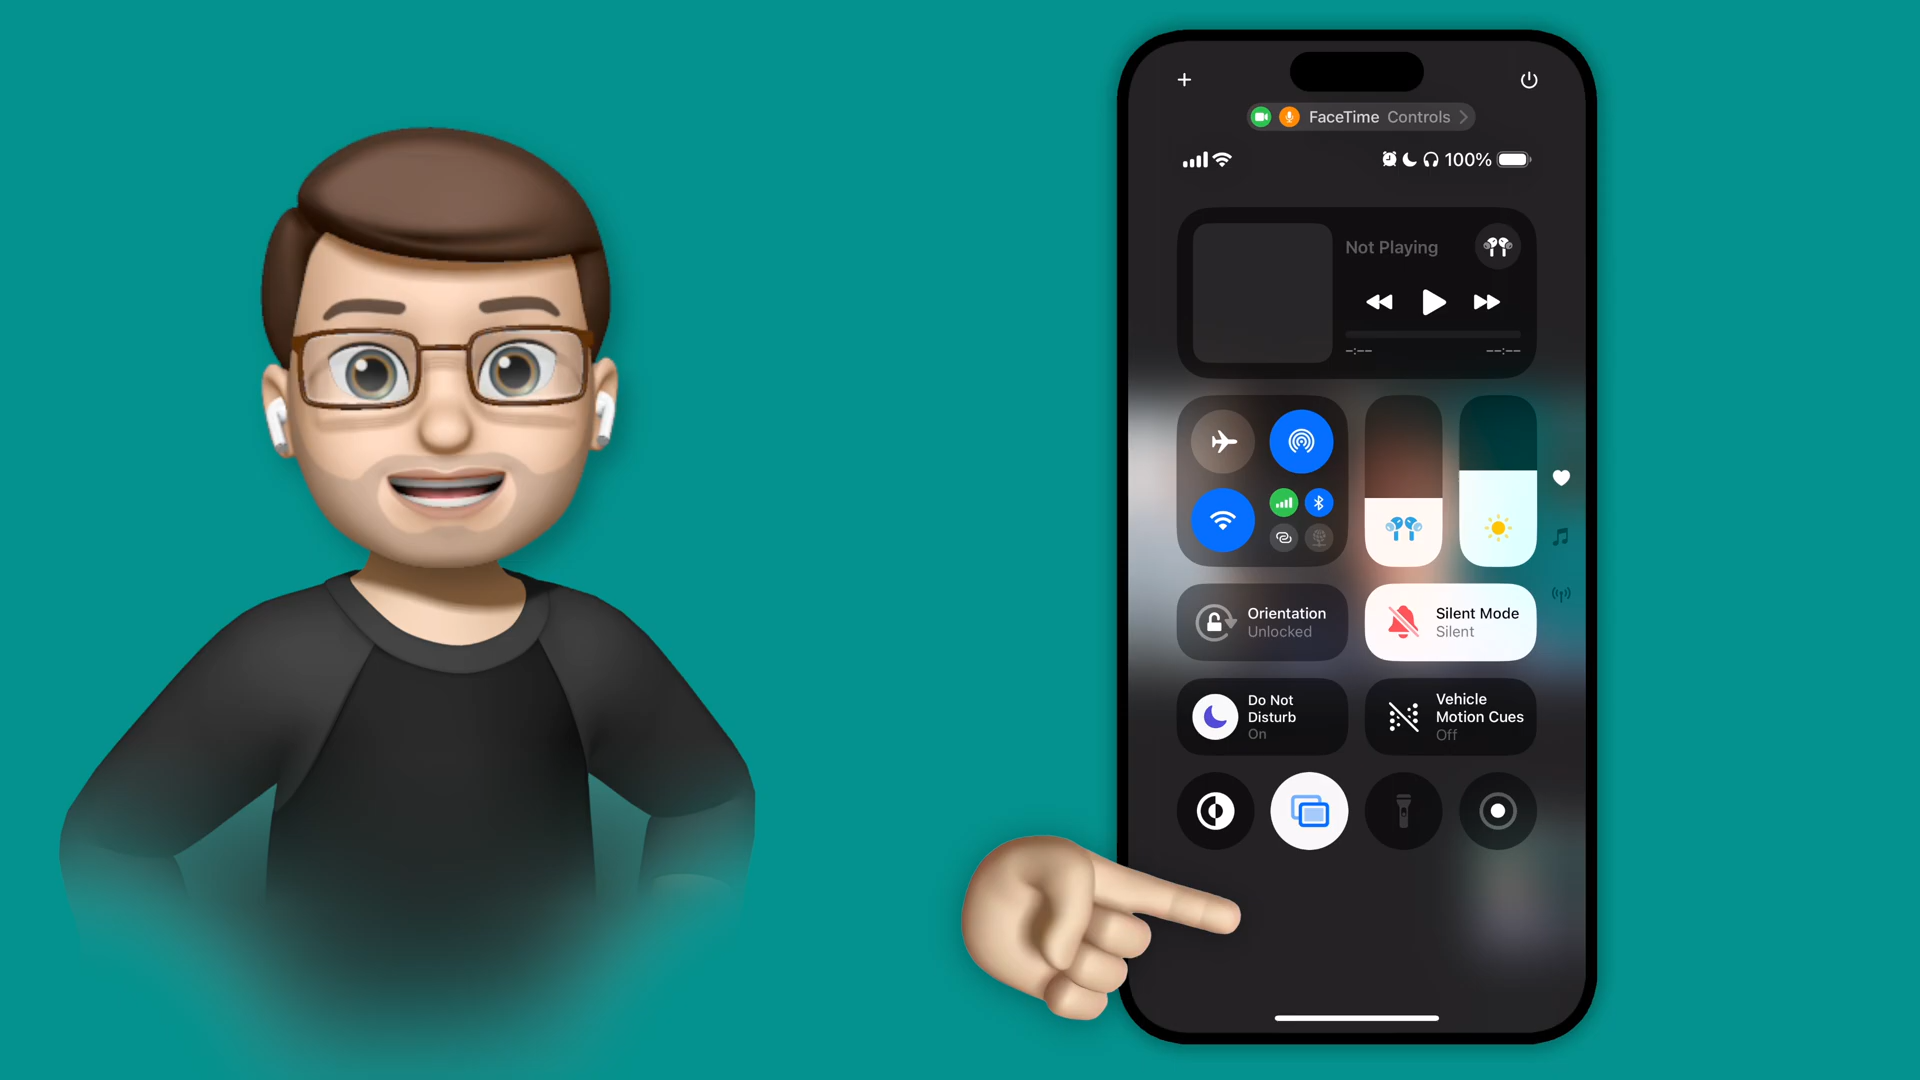 FaceTime Controls
100%
Not Playing
-:-- --:--
Orientation
Unlocked
Silent Mode
Silent
Do Not
Disturb
On
Vehicle
Motion Cues
Off